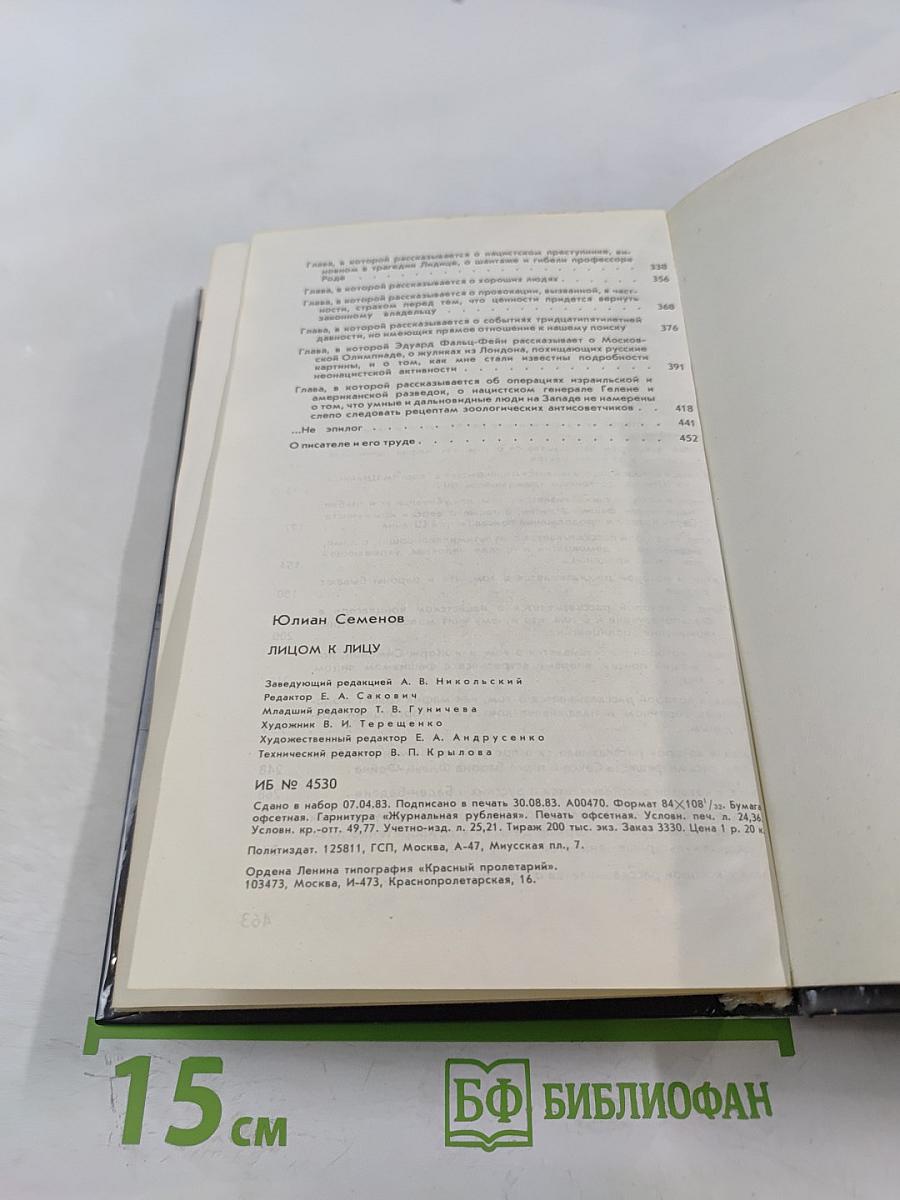 Глава, в которой рассказывается о нацистском преступнике, ви-
новном в трагедии Лидице, о шантаже и гибели профессора
Роде . . . . . . . . . . . . . . . . 338
Глава, в которой рассказывается о хороших людях . . . . . . 356
Глава, в которой рассказывается о провокации, вызванной, в част-
ности, страхом перед тем, что ценности придется вернуть
законному владельцу . . . . . . . . . . . . 368
Глава, в которой рассказывается о событиях тридцатипятилетней
давности, но имеющих прямое отношение к нашему поиску 376
Глава, в которой Эдуард Фальц-Фейн рассказывает о Москов-
ской Олимпиаде, о жуликах из Лондона, похищающих русские
картины, и о том, как мне стали известны подробности
неонацистской активности . . . . . . . . . . . 391
Глава, в которой рассказывается об операциях израильской и
американской разведок, о нацистском генерале Гелене и
о том, что умные и дальновидные люди на Западе не намерены
слепо следовать рецептам зоологических антисоветчиков . . 418
...Не эпилог . . . . . . . . . . . . . . . . 441
О писателе и его труде . . . . . . . . . . . . . 452
Юлиан Семенов
ЛИЦОМ К ЛИЦУ
Заведующий редакцией А. В. Никольский
Редактор Е. А. Сакович
Младший редактор Т. В. Гуничева
Художник В. И. Терещенко
Художественный редактор Е. А. Андрусенко
Технический редактор В. П. Крылова
ИБ № 4530
Сдано в набор 07.04.83. Подписано в печать 30.08.83. А00470. Формат 84×108¹/₃₂. Бумага
офсетная. Гарнитура «Журнальная рубленая». Печать офсетная. Условн. печ. л. 24,36.
Условн. кр.-отт. 49,77. Учетно-изд. л. 25,21. Тираж 200 тыс. экз. Заказ 3330. Цена 1 р. 20 к
Политиздат. 125811, ГСП, Москва, А-47, Миусская пл., 7.
Ордена Ленина типография «Красный пролетарий».
103473, Москва, И-473, Краснопролетарская, 16.
15 см
БФ БИБЛИОФАН